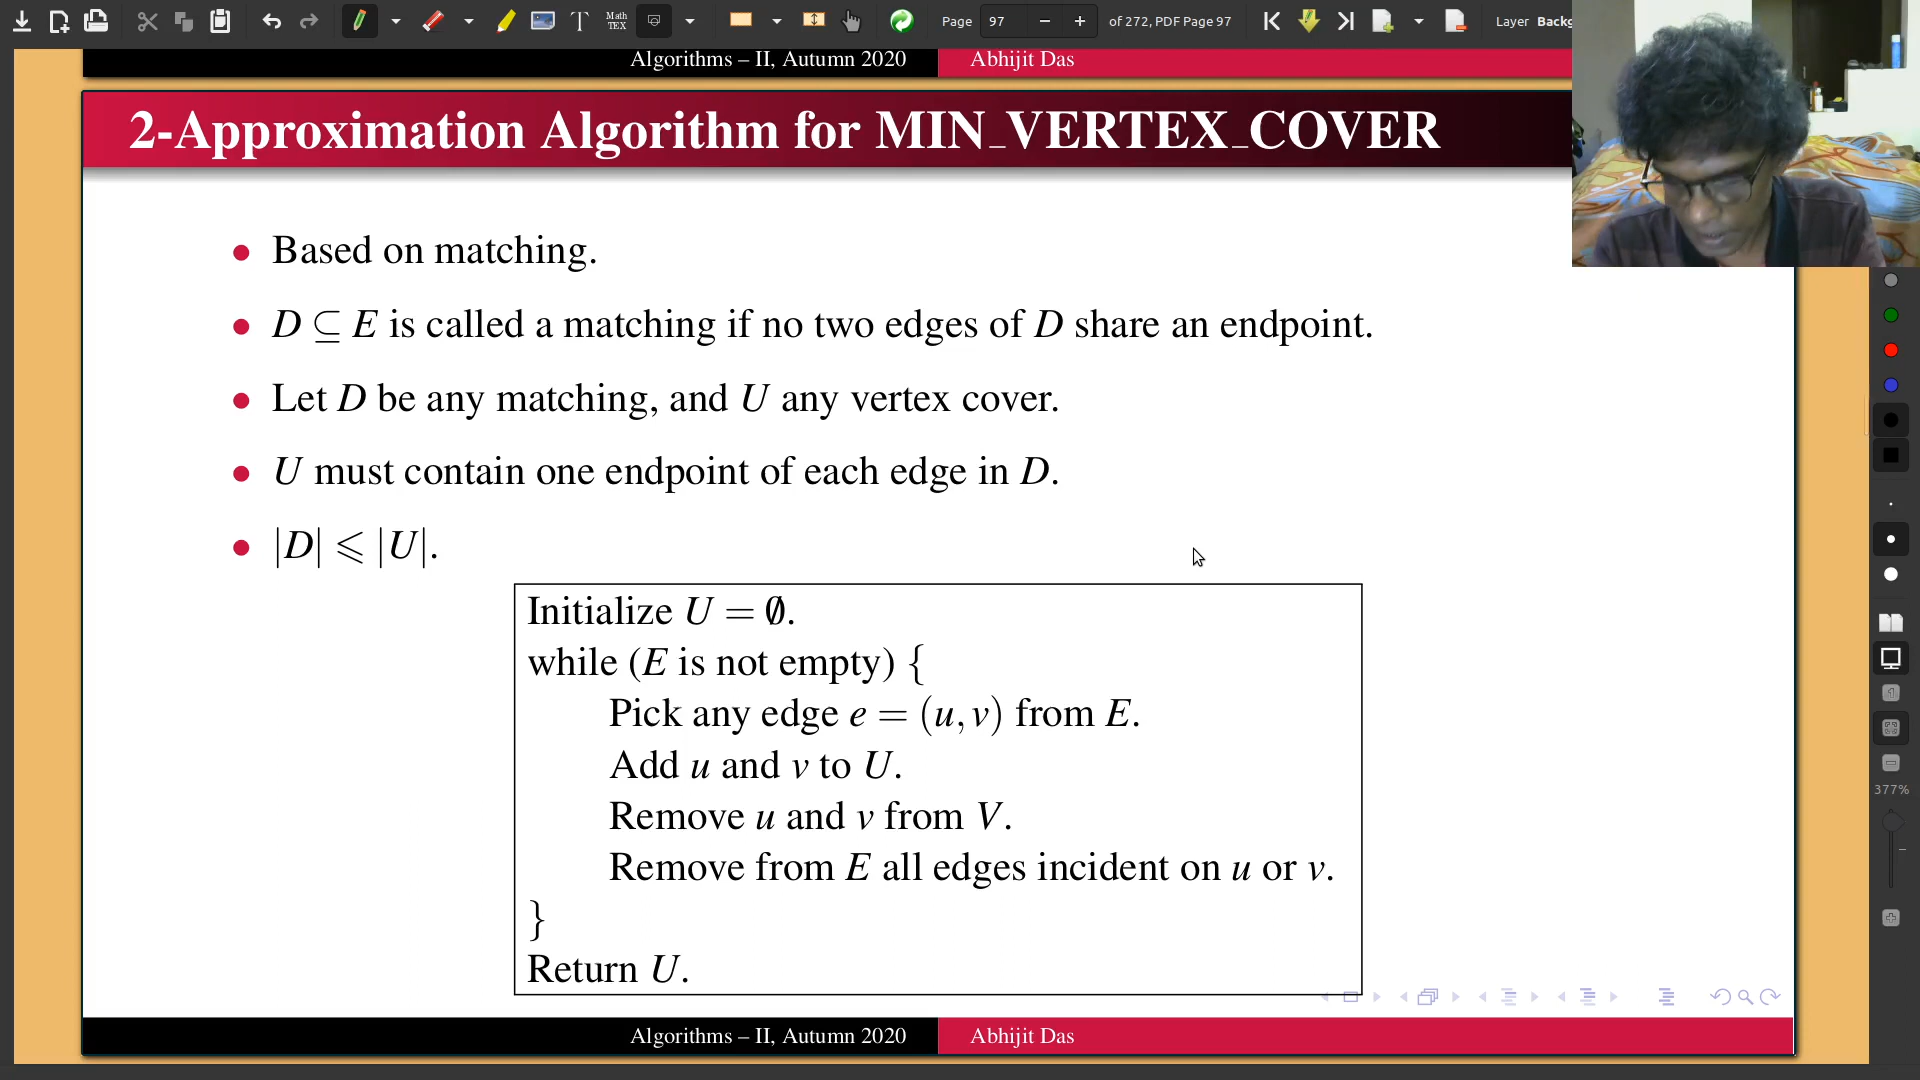 Page 97 of 272, PDF Page 97 Layer
Math
TEX
Algorithms – II, Autumn 2020 Abhijit Das
2-Approximation Algorithm for MIN_VERTEX_COVER
• Based on matching.
• D ⊆ E is called a matching if no two edges of D share an endpoint.
• Let D be any matching, and U any vertex cover.
• U must contain one endpoint of each edge in D.
• |D| ⩽ |U|.
Initialize U = ∅.
while (E is not empty) {
Pick any edge e = (u, v) from E.
Add u and v to U.
Remove u and v from V.
Remove from E all edges incident on u or v.
}
Return U.
377%
Algorithms – II, Autumn 2020 Abhijit Das